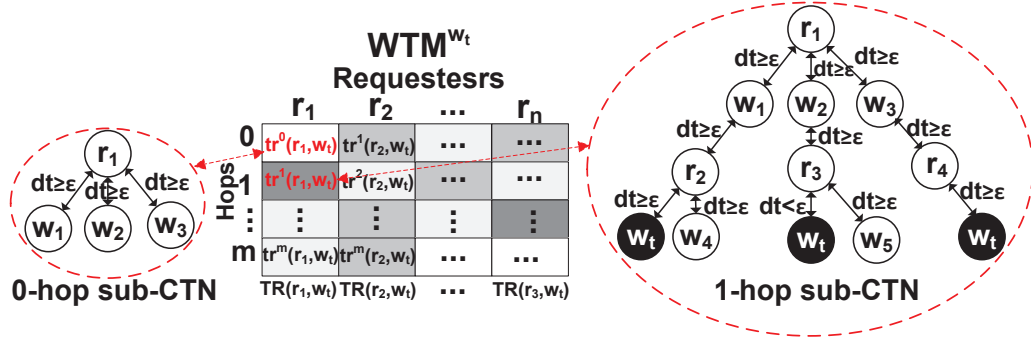 WTM^wt
Requestesrs
r1 r2 ... rn
Hops
0 tr^0(r1,wt) tr^1(r2,wt) ... ...
1 tr^1(r1,wt) tr^2(r2,wt) ... ...
⋮ ⋮ ⋮ ⋮ ⋮
m tr^m(r1,wt) tr^m(r2,wt) ... ...
TR(r1,wt) TR(r2,wt) ... TR(r3,wt)
r1
dt≥ε dt≥ε dt≥ε
w1 w2 w3
0-hop sub-CTN
r1
dt≥ε dt≥ε dt≥ε
w1 w2 w3
dt≥ε dt≥ε dt≥ε
r2 r3 r4
dt≥ε dt≥ε dt<ε dt≥ε dt≥ε
wt w4 wt w5 wt
1-hop sub-CTN